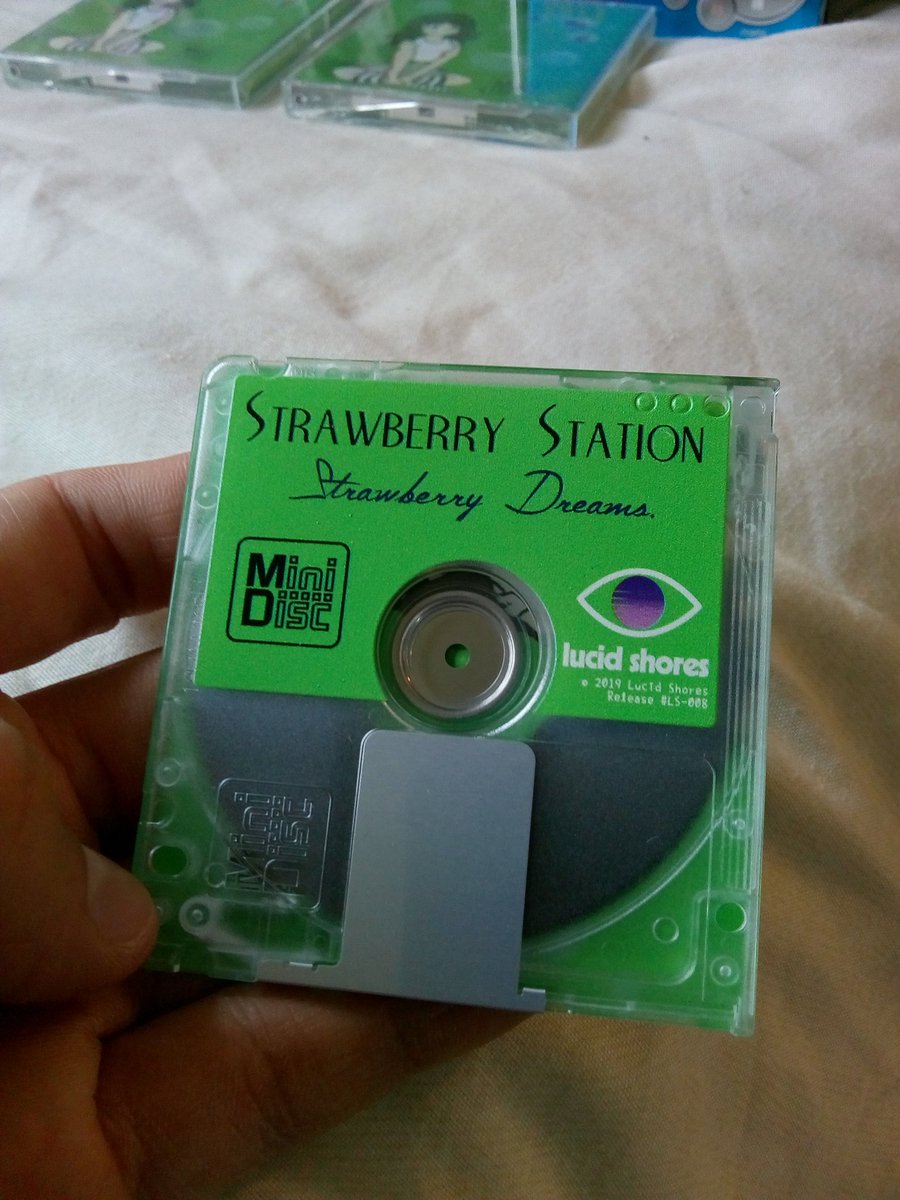 STRAWBERRY STATION
Strawberry Dreams.
Mini
Disc
lucid shores
© 2019 Lucid Shores
Release #LS-008
Mini
Disc